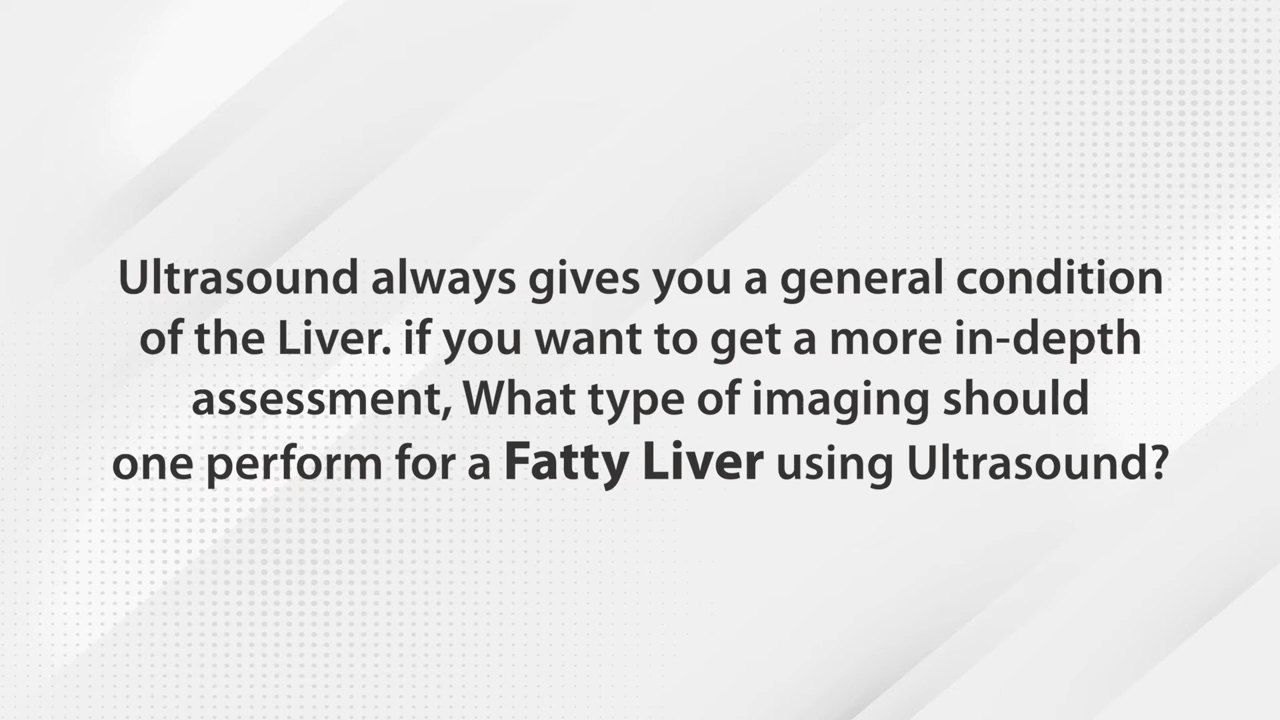 Ultrasound always gives you a general condition
of the Liver. if you want to get a more in-depth
assessment, What type of imaging should
one perform for a Fatty Liver using Ultrasound?